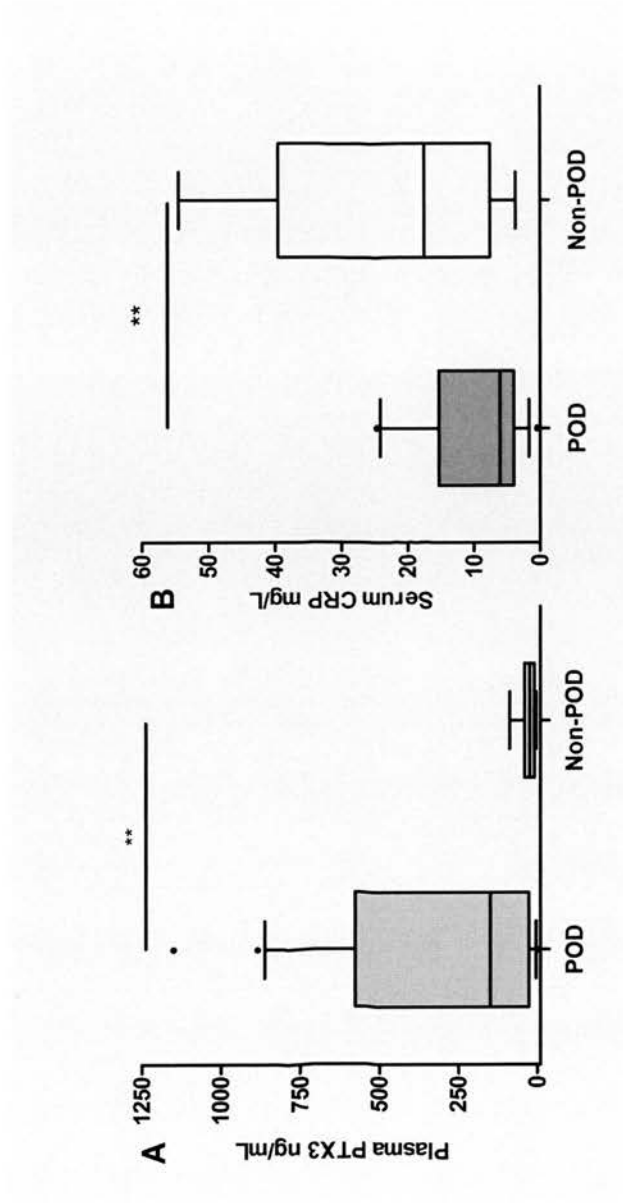 A
Plasma PTX3 ng/mL
1250
1000
750
500
250
0
**
POD
Non-POD
B
Serum CRP mg/L
60
50
40
30
20
10
0
**
POD
Non-POD